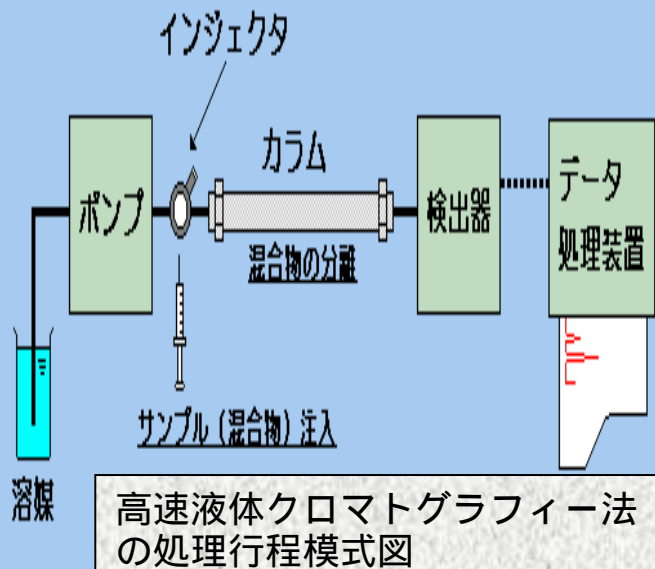 インジェクタ
カラム
ポンプ
検出器
データ
処理装置
混合物の分離
サンプル（混合物）注入
溶媒
高速液体クロマトグラフィー法
の処理行程模式図